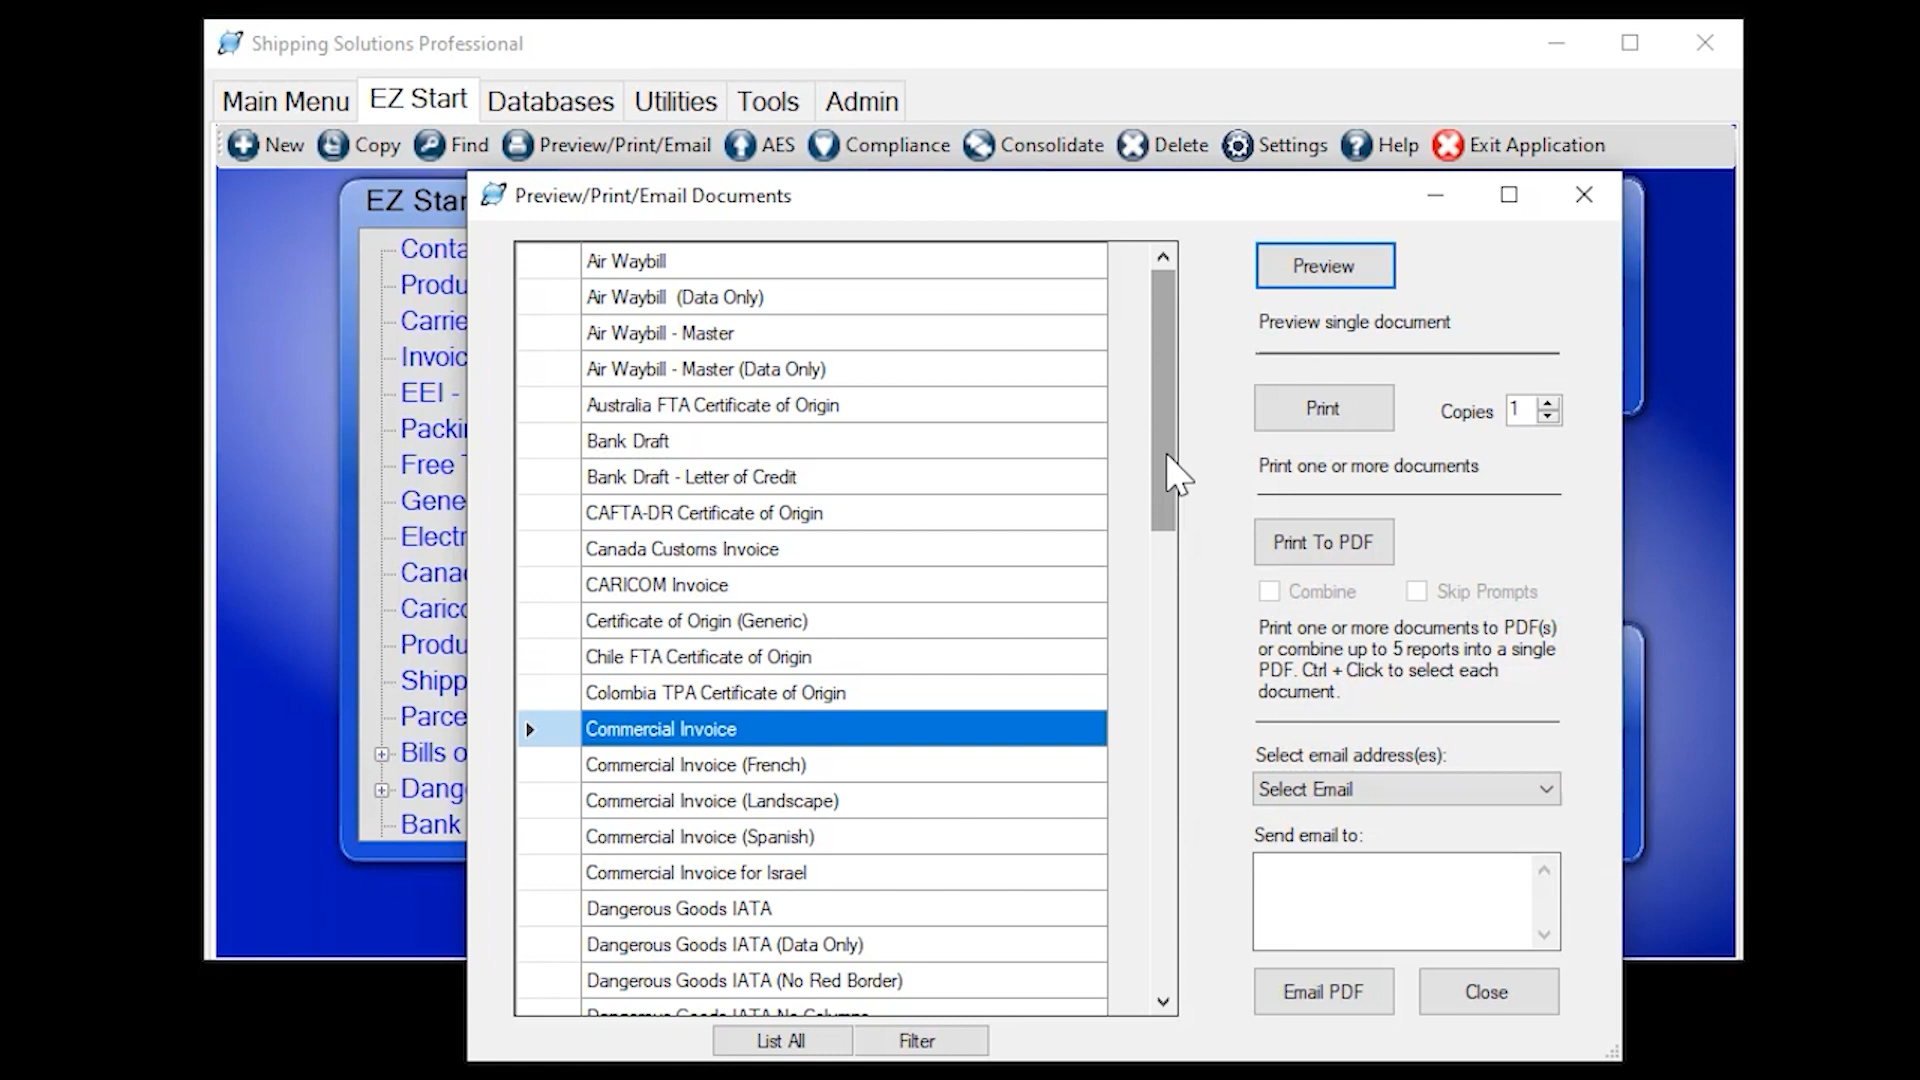 Shipping Solutions Professional
Main Menu EZ Start Databases Utilities Tools Admin
New Copy Find Preview/Print/Email AES Compliance Consolidate Delete Settings Help Exit Application
EZ Star
Conta
Produ
Carrie
Invoic
EEI -
Packi
Free
Gene
Electr
Canad
Carico
Produ
Shipp
Parce
Bills o
Dang
Bank
Preview/Print/Email Documents
Air Waybill
Air Waybill (Data Only)
Air Waybill - Master
Air Waybill - Master (Data Only)
Australia FTA Certificate of Origin
Bank Draft
Bank Draft - Letter of Credit
CAFTA-DR Certificate of Origin
Canada Customs Invoice
CARICOM Invoice
Certificate of Origin (Generic)
Chile FTA Certificate of Origin
Colombia TPA Certificate of Origin
Commercial Invoice
Commercial Invoice (French)
Commercial Invoice (Landscape)
Commercial Invoice (Spanish)
Commercial Invoice for Israel
Dangerous Goods IATA
Dangerous Goods IATA (Data Only)
Dangerous Goods IATA (No Red Border)
Dangerous Goods IATA No Columns
List All Filter
Preview
Preview single document
Print Copies 1
Print one or more documents
Print To PDF
Combine Skip Prompts
Print one or more documents to PDF(s)
or combine up to 5 reports into a single
PDF. Ctrl + Click to select each
document.
Select email address(es):
Select Email
Send email to:
Email PDF Close